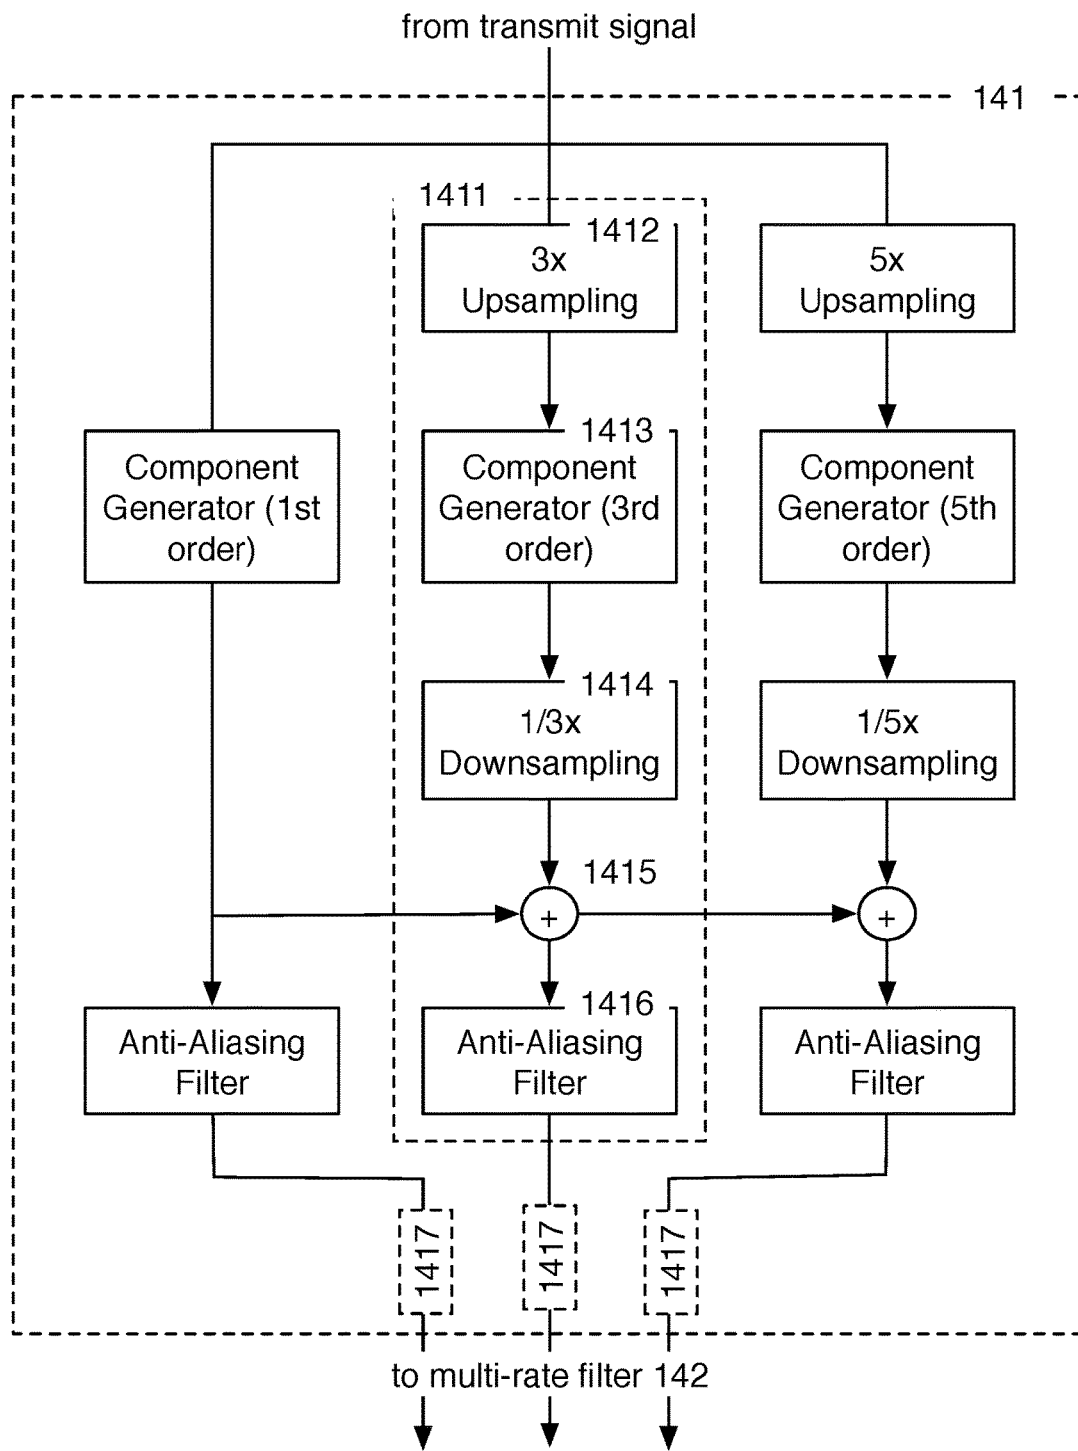 from transmit signal
141
1411
1412
3x
Upsampling
5x
Upsampling
Component
Generator (1st
order)
1413
Component
Generator (3rd
order)
Component
Generator (5th
order)
1414
1/3x
Downsampling
1/5x
Downsampling
1415
+
+
Anti-Aliasing
Filter
1416
Anti-Aliasing
Filter
Anti-Aliasing
Filter
1417
1417
1417
to multi-rate filter 142